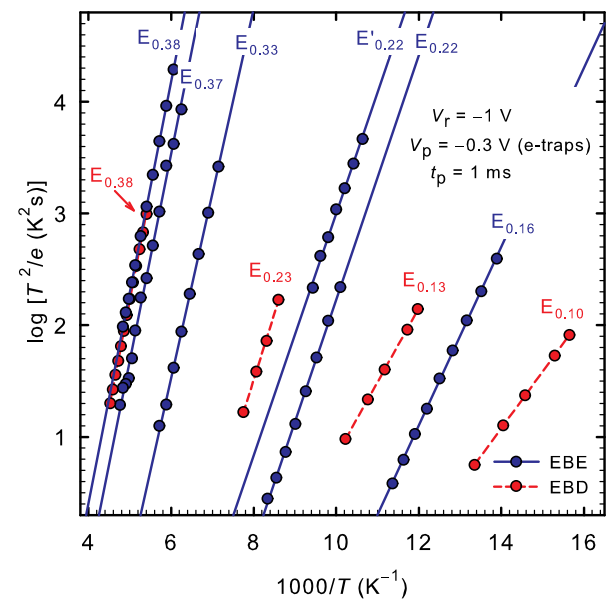 E0.38
E0.37
E0.33
E'0.22
E0.22
Vr = −1 V
Vp = −0.3 V (e-traps)
tp = 1 ms
E0.38
E0.23
E0.13
E0.16
E0.10
EBE
EBD
log [T²/e (K²s)]
4
3
2
1
4 6 8 10 12 14 16
1000/T (K⁻¹)